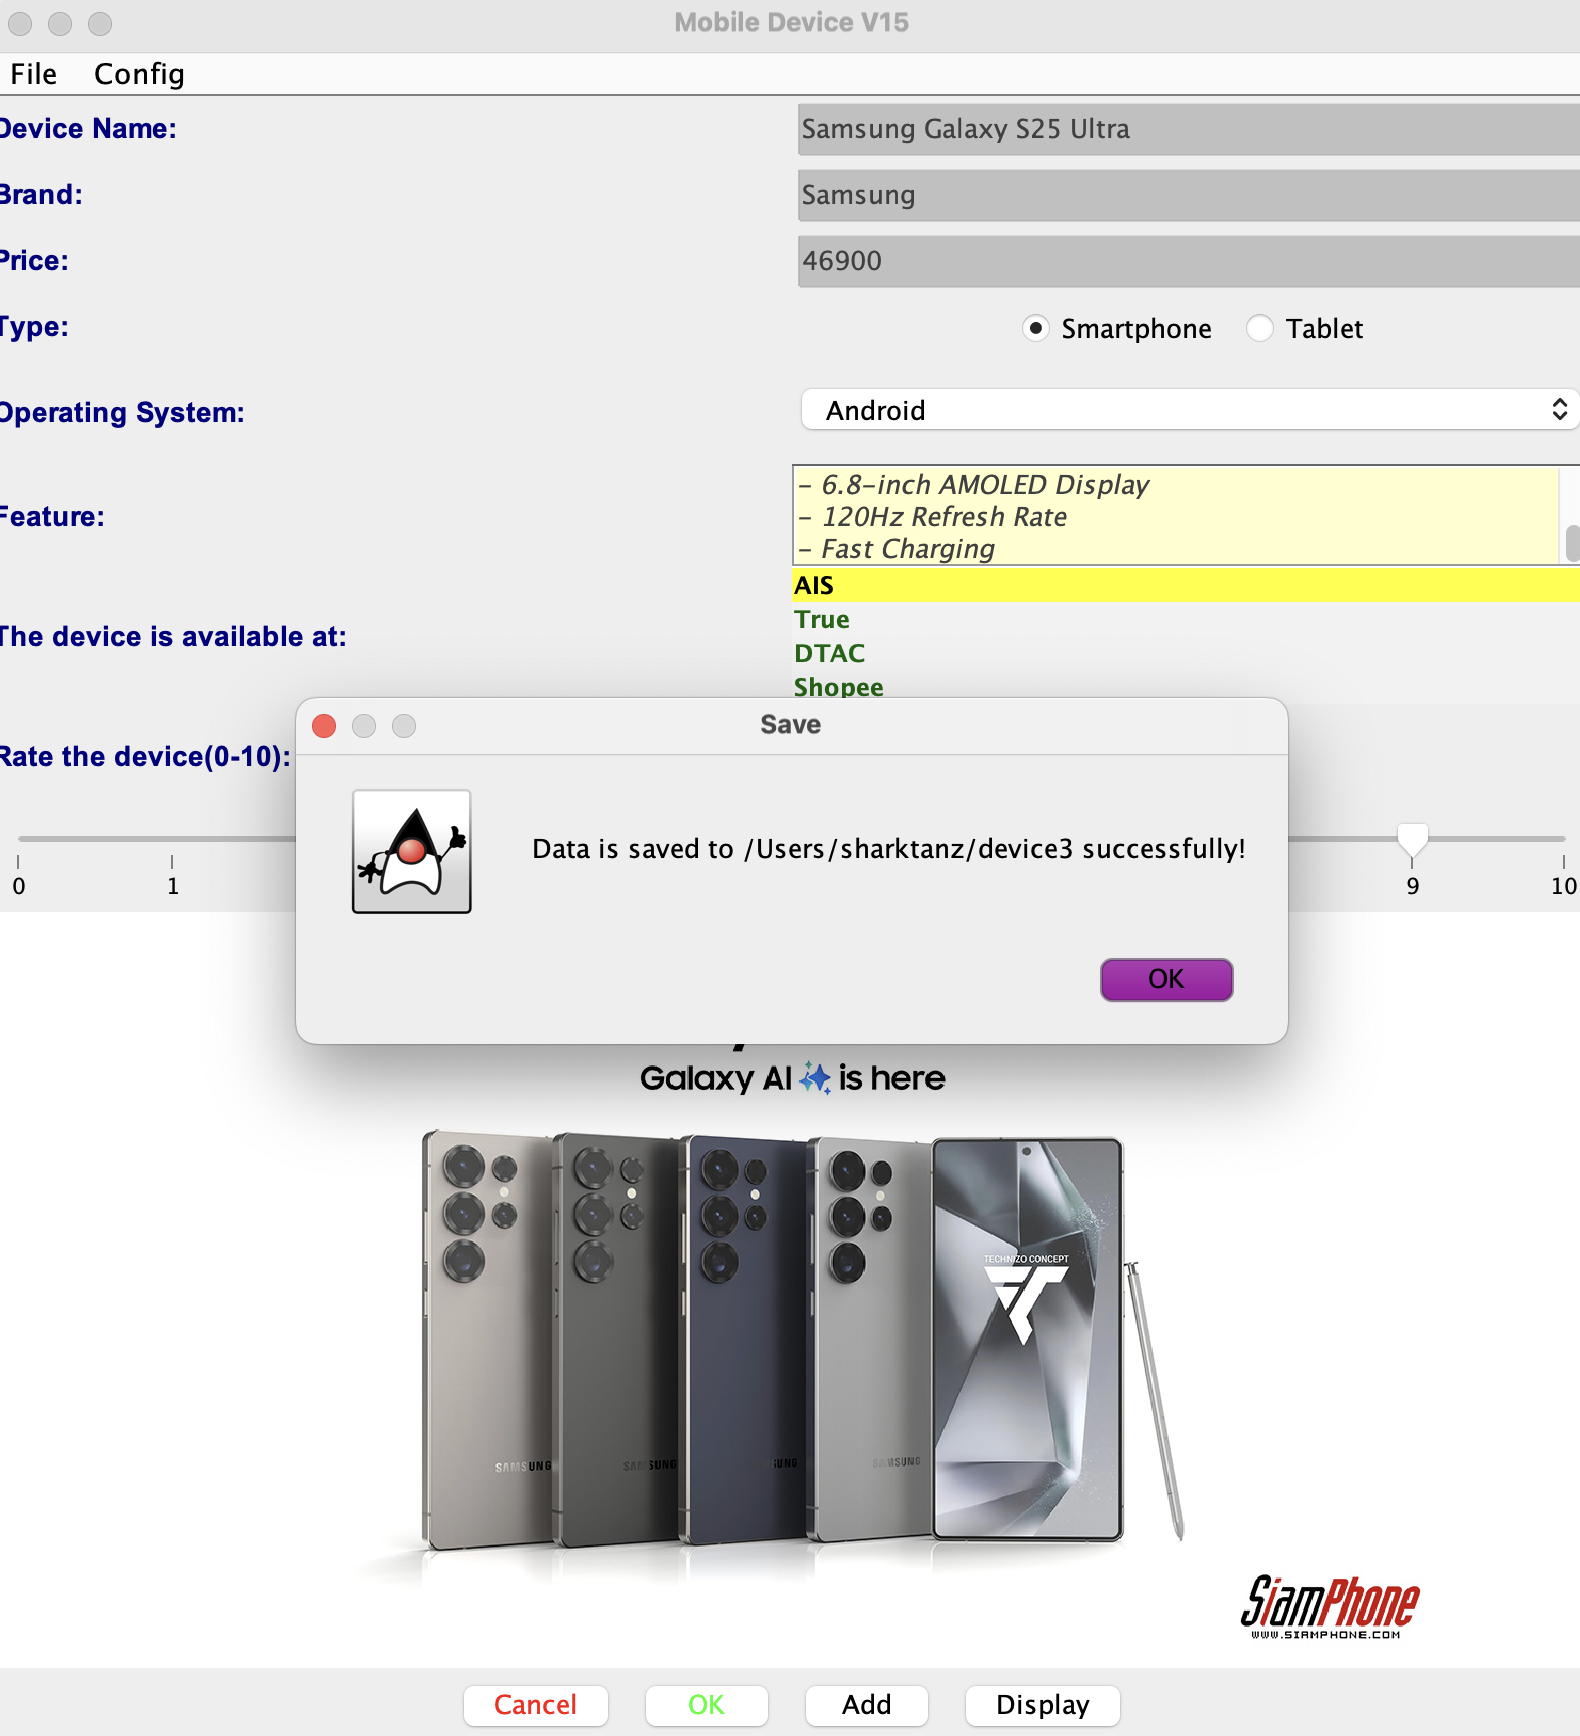 Mobile Device V15
File Config
Device Name: Samsung Galaxy S25 Ultra
Brand: Samsung
Price: 46900
Type: Smartphone Tablet
Operating System: Android
Feature:
- 6.8-inch AMOLED Display
- 120Hz Refresh Rate
- Fast Charging
The device is available at:
AIS
True
DTAC
Shopee
Rate the device(0-10):
0 1 9 10
Save
Data is saved to /Users/sharktanz/device3 successfully!
OK
Galaxy AI is here
TECHNIZO CONCEPT
SAMSUNG SAMSUNG SAMSUNG
SiamPhone
WWW.SIAMPHONE.COM
Cancel OK Add Display